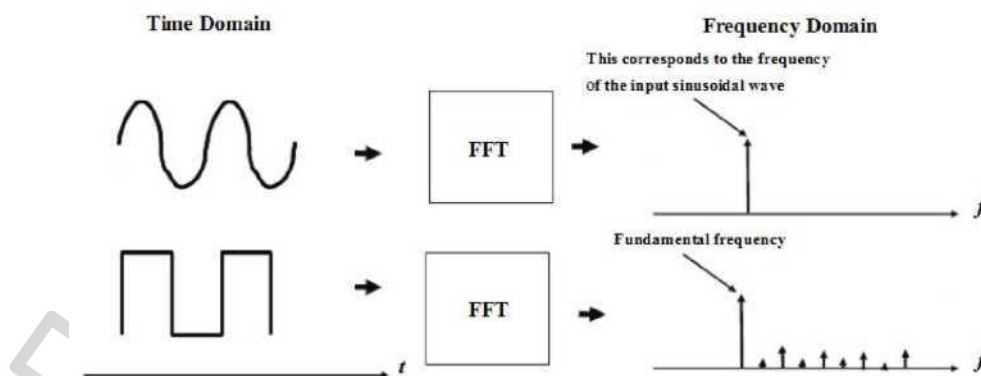 Time Domain
Frequency Domain
This corresponds to the frequency
of the input sinusoidal wave
FFT
f
Fundamental frequency
FFT
t
f